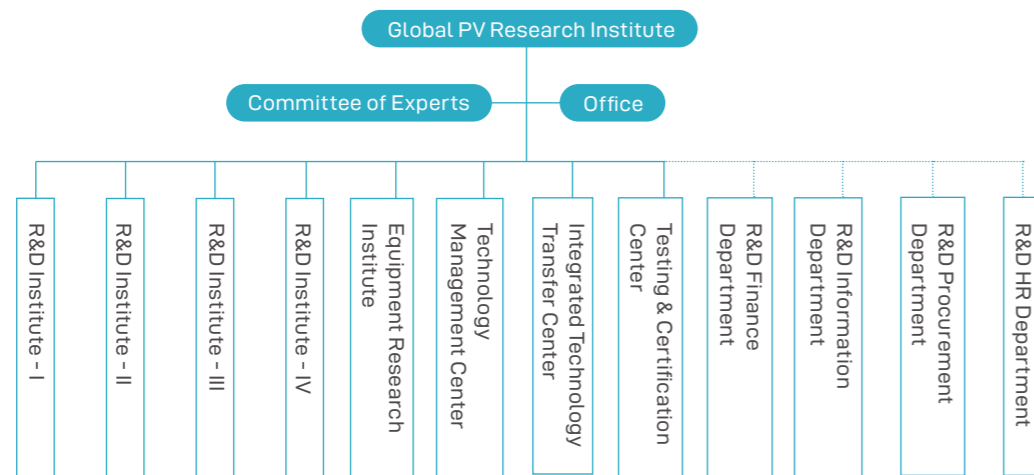 Global PV Research Institute
Committee of Experts
Office
R&D Institute - I
R&D Institute - II
R&D Institute - III
R&D Institute - IV
Equipment Research
Institute
Technology
Management Center
Integrated Technology
Transfer Center
Testing & Certification
Center
R&D Finance
Department
R&D Information
Department
R&D Procurement
Department
R&D HR Department